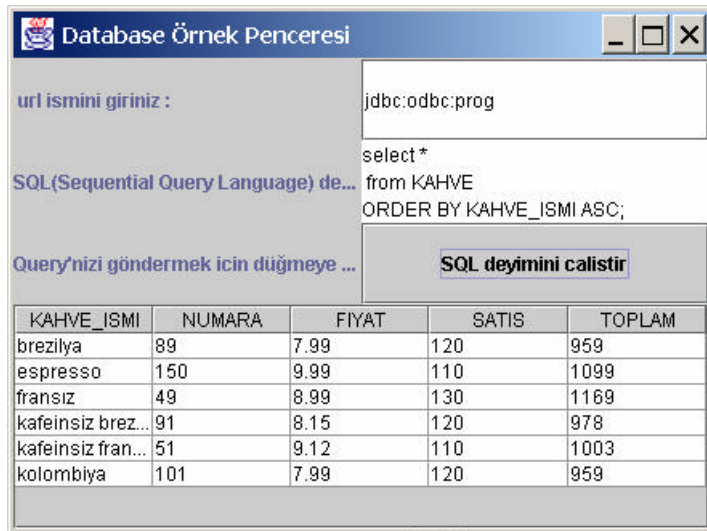 Database Örnek Penceresi
url ismini giriniz :
jdbc:odbc:prog
SQL(Sequential Query Language) de...
select *
from KAHVE
ORDER BY KAHVE_ISMI ASC;
Query'nizi göndermek icin düğmeye ...
SQL deyimini calistir
KAHVE_ISMI NUMARA FIYAT SATIS TOPLAM
brezilya 89 7.99 120 959
espresso 150 9.99 110 1099
fransız 49 8.99 130 1169
kafeinsiz brez... 91 8.15 120 978
kafeinsiz fran... 51 9.12 110 1003
kolombiya 101 7.99 120 959